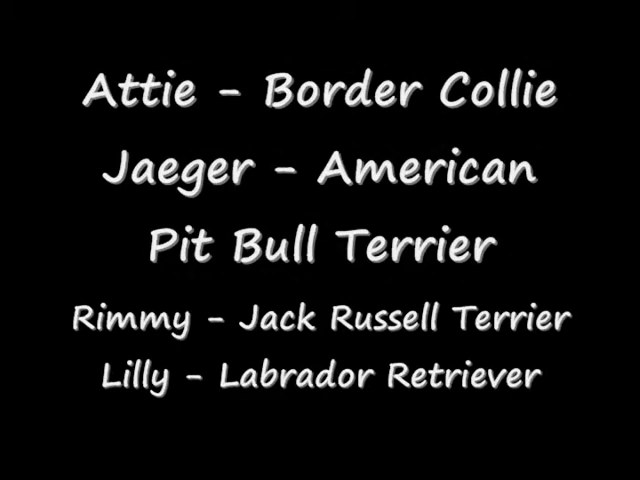 Attie - Border Collie
Jaeger - American
Pit Bull Terrier
Rimmy - Jack Russell Terrier
Lilly - Labrador Retriever